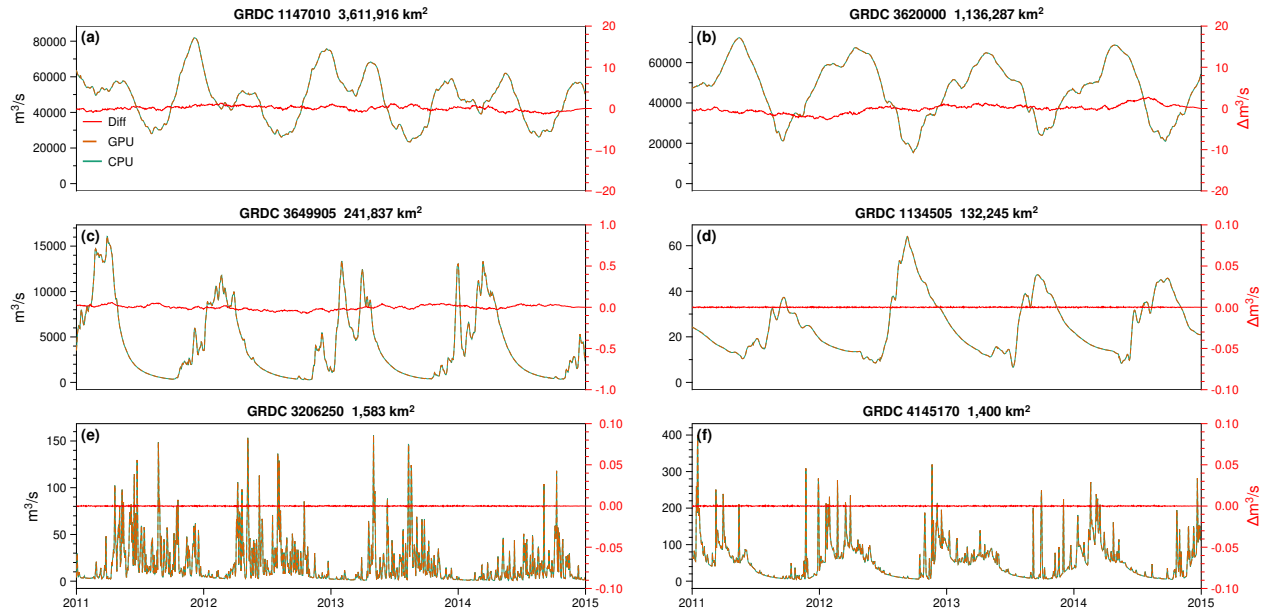 GRDC 1147010 3,611,916 km²
(a)
80000
60000
40000
20000
0
m³/s
Diff
GPU
CPU
20
10
0
−10
−20
GRDC 3620000 1,136,287 km²
(b)
60000
40000
20000
0
20
10
0
−10
−20
Δm³/s
GRDC 3649905 241,837 km²
(c)
15000
10000
5000
0
m³/s
1.0
0.5
0.0
−0.5
−1.0
GRDC 1134505 132,245 km²
(d)
60
40
20
0
0.10
0.05
0.00
−0.05
−0.10
Δm³/s
GRDC 3206250 1,583 km²
(e)
150
100
50
0
m³/s
0.10
0.05
0.00
−0.05
−0.10
2011 2012 2013 2014 2015
GRDC 4145170 1,400 km²
(f)
400
300
200
100
0
0.10
0.05
0.00
−0.05
−0.10
Δm³/s
2011 2012 2013 2014 2015